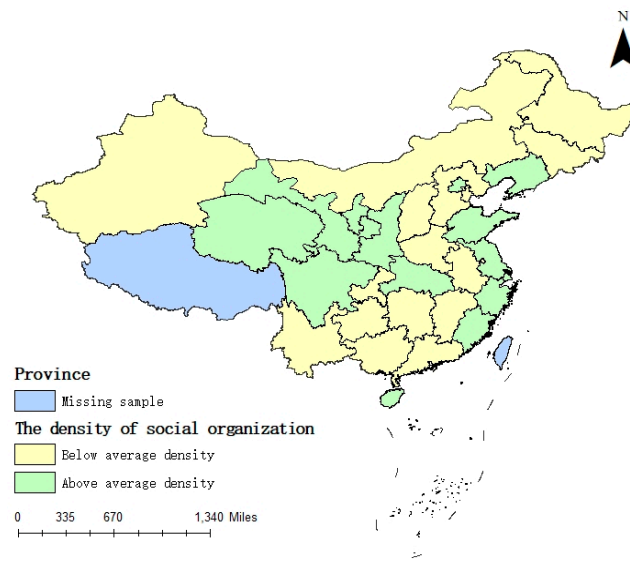 N
Province
Missing sample
The density of social organization
Below average density
Above average density
0 335 670 1,340 Miles